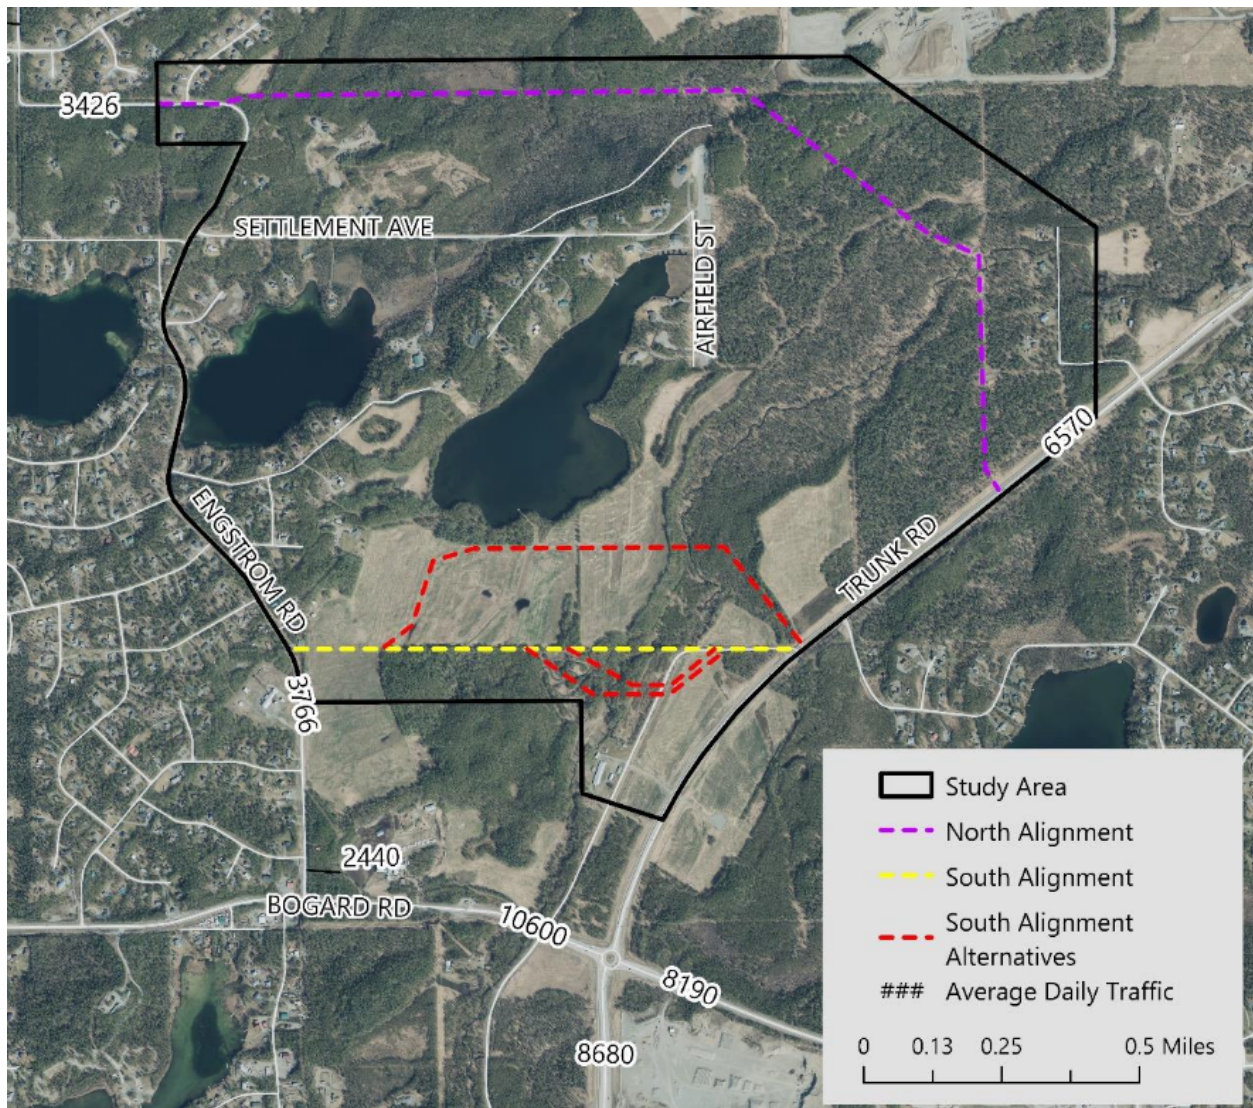 3426
SETTLEMENT AVE
AIRFIELD ST
6570
ENGSTROM RD
TRUNK RD
3766
2440
BOGARD RD
10600
8190
8680
Study Area
North Alignment
South Alignment
South Alignment
Alternatives
### Average Daily Traffic
0 0.13 0.25 0.5 Miles